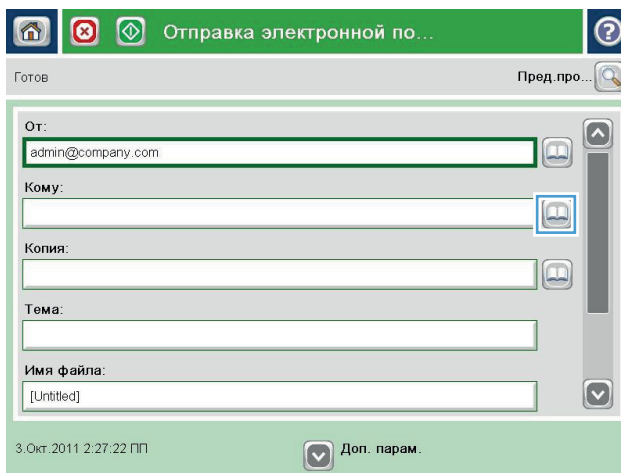 Отправка электронной по...
Готов
Пред.про...
От:
admin@company.com
Кому:
Копия:
Тема:
Имя файла:
[Untitled]
3.Окт.2011 2:27:22 ПП
Доп. парам.